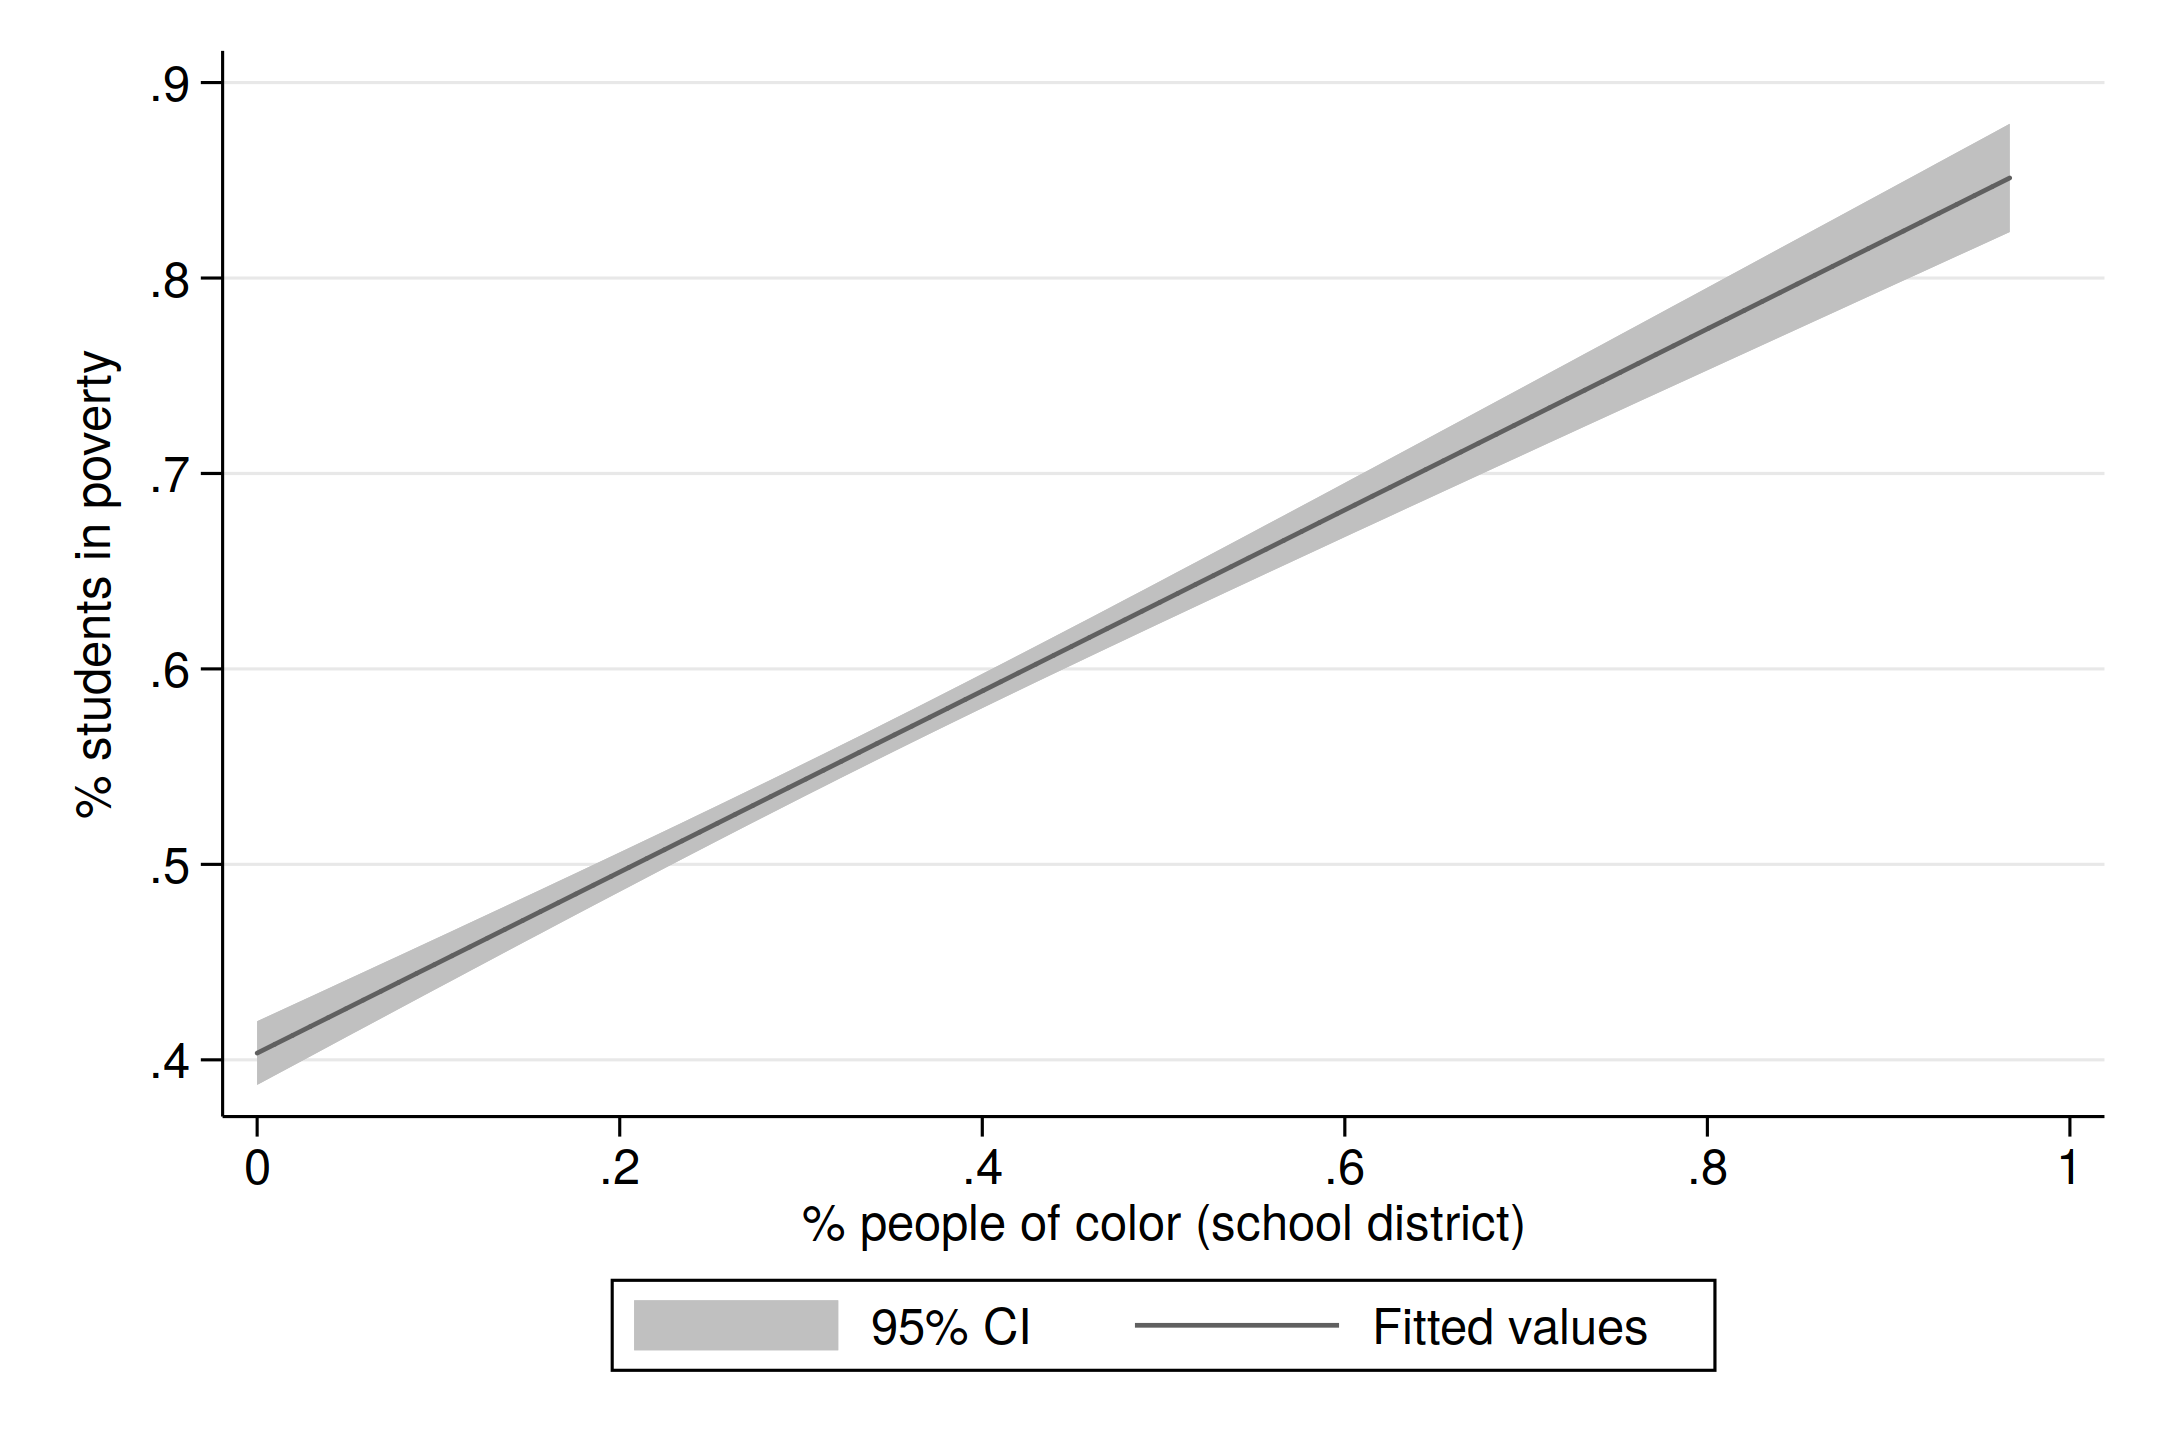 .9
.8
.7
.6
.5
.4
% students in poverty
0 .2 .4 .6 .8 1
% people of color (school district)
95% CI Fitted values